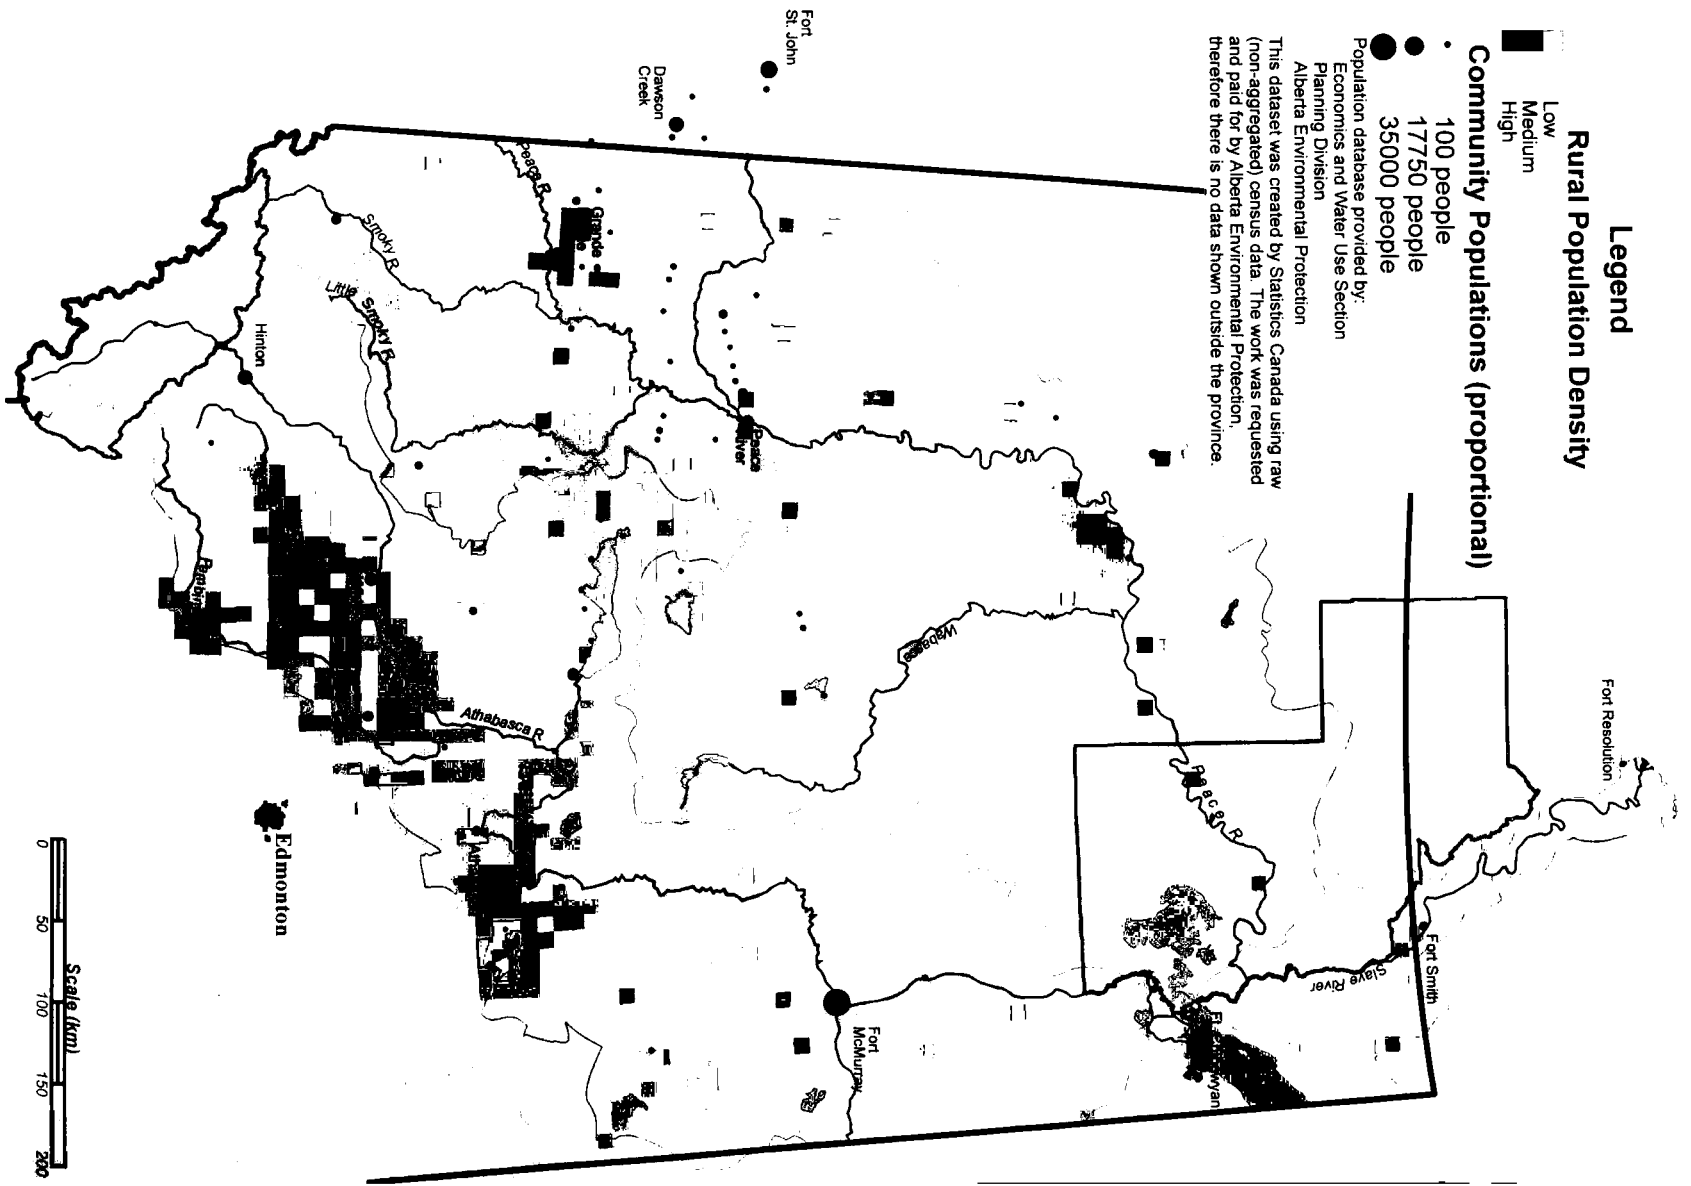 Legend
Rural Population Density
Low
Medium
High
Community Populations (proportional)
100 people
17750 people
35000 people
Population database provided by:
Economics and Water Use Section
Planning Division
Alberta Environmental Protection
This dataset was created by Statistics Canada using raw
(non-aggregated) census data. The work was requested
and paid for by Alberta Environmental Protection,
therefore there is no data shown outside the province.
Fort Resolution
Fort Smith
Slave River
Peace R
Fort
St. John
Dawson
Creek
Wabasca
Peace
River
Fort
McMurray
Peace R
Grande
Smoky R
Little Smoky R
Hinton
Athabasca R
Edmonton
0 50 100 150 200
Scale (km)